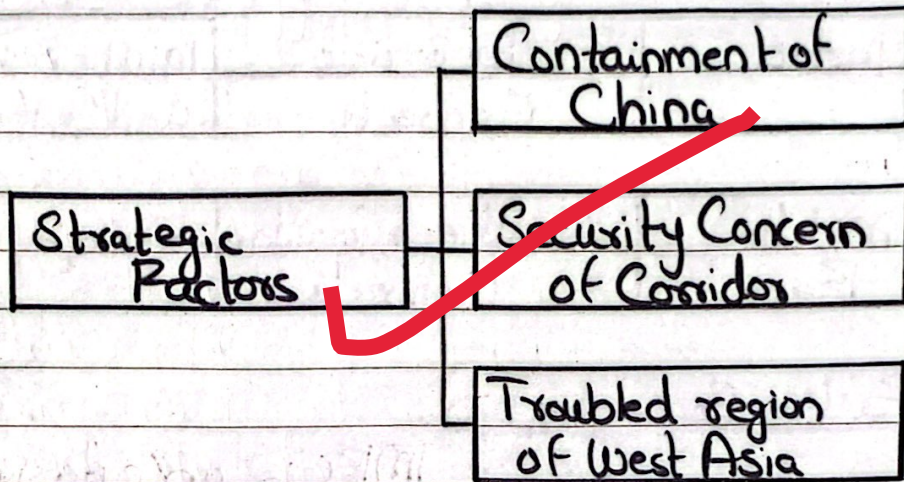 Containment of
China
Strategic
Factors
Security Concern
of Corridor
Troubled region
of West Asia